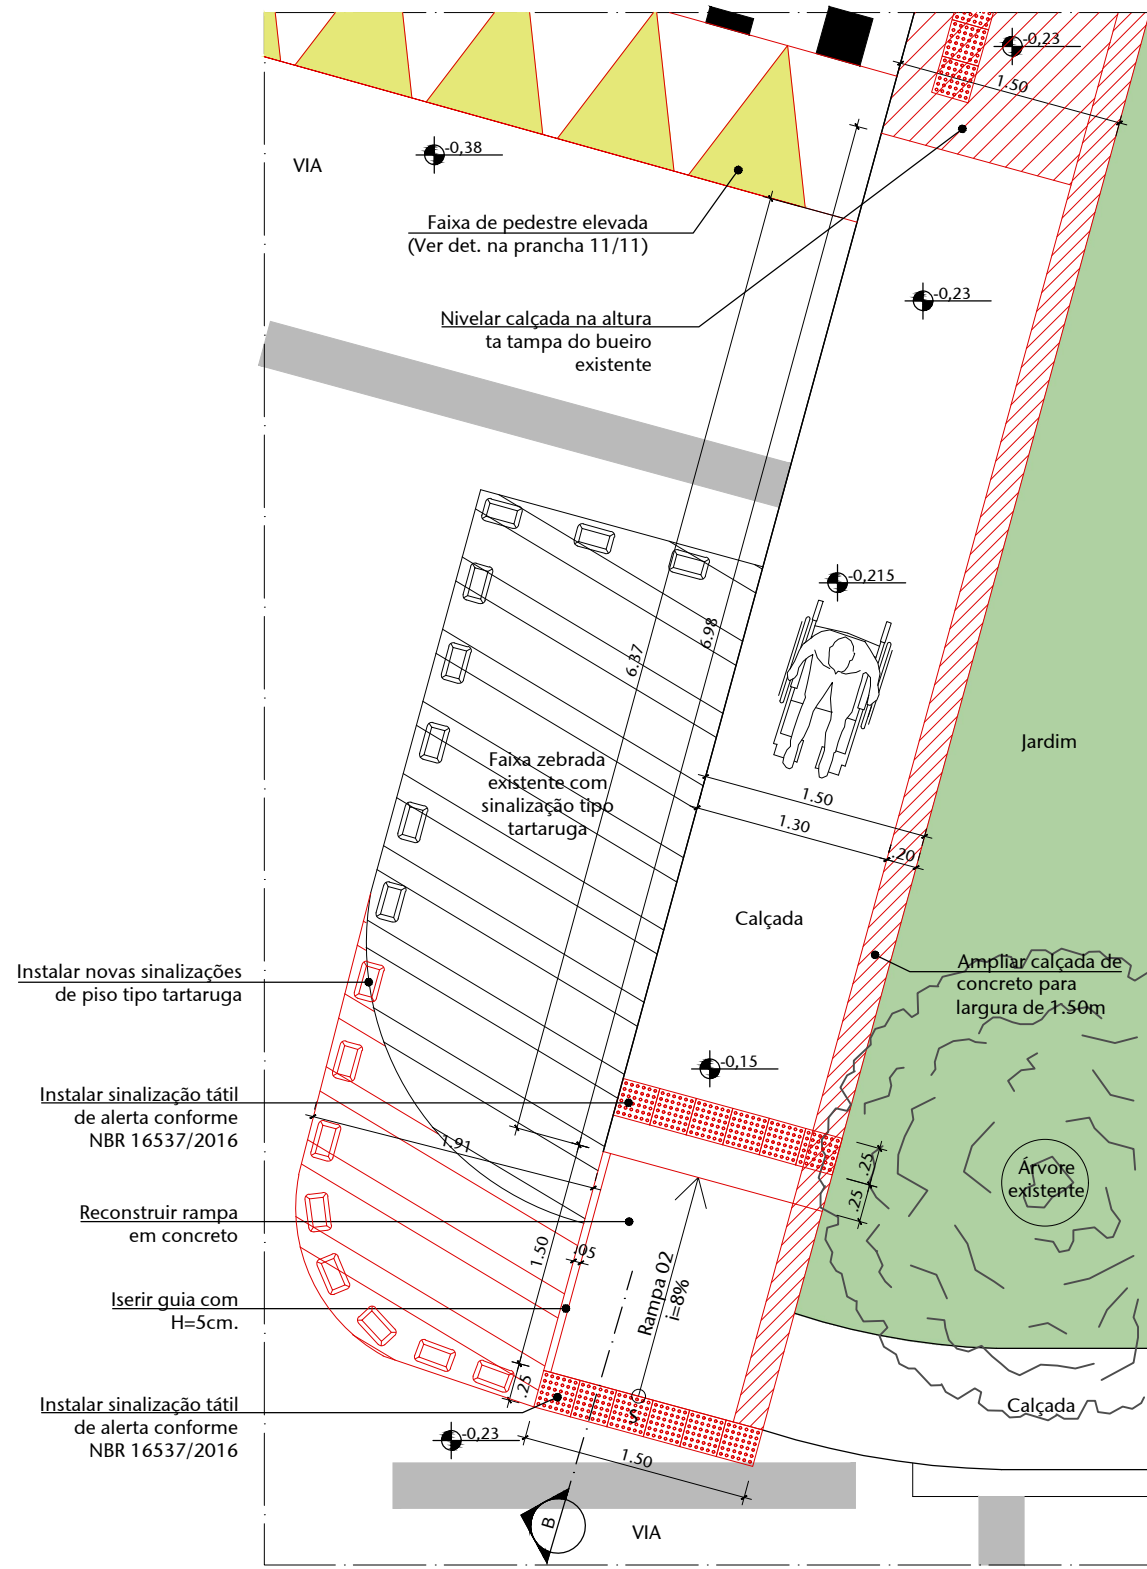 -0,23
1.50
-0,38
VIA
Faixa de pedestre elevada
(Ver det. na prancha 11/11)
-0,23
Nivelar calçada na altura
ta tampa do bueiro
existente
-0,215
6.37
6.98
Jardim
Faixa zebrada
existente com
sinalização tipo
tartaruga
1.50
1.30
.20
Calçada
Instalar novas sinalizações
de piso tipo tartaruga
Ampliar calçada de
concreto para
largura de 1.50m
-0,15
Instalar sinalização tátil
de alerta conforme
NBR 16537/2016
1.91
.25
.25
Árvore
existente
Reconstruir rampa
em concreto
1.50
.05
Rampa 02
i=8%
Iserir guia com
H=5cm.
.25
Instalar sinalização tátil
de alerta conforme
NBR 16537/2016
S
Calçada
-0,23
1.50
B
VIA